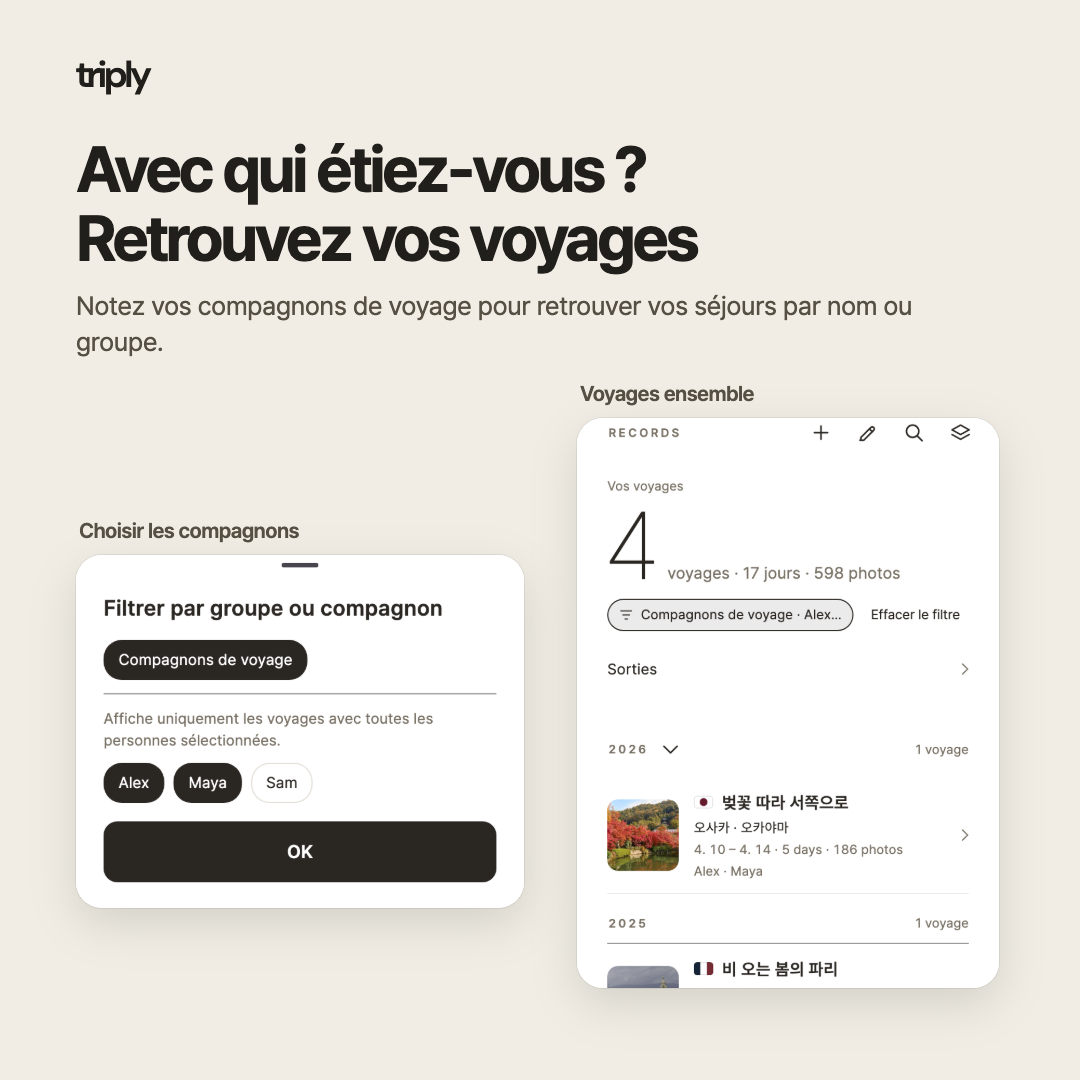 triply
Avec qui étiez-vous ?
Retrouvez vos voyages
Notez vos compagnons de voyage pour retrouver vos séjours par nom ou
groupe.
Choisir les compagnons
Filtrer par groupe ou compagnon
Compagnons de voyage
Affiche uniquement les voyages avec toutes les
personnes sélectionnées.
Alex Maya Sam
OK
Voyages ensemble
RECORDS
Vos voyages
4 voyages · 17 jours · 598 photos
Compagnons de voyage · Alex... Effacer le filtre
Sorties
2026 1 voyage
벚꽃 따라 서쪽으로
오사카 · 오카야마
4. 10 – 4. 14 · 5 days · 186 photos
Alex · Maya
2025 1 voyage
비 오는 봄의 파리